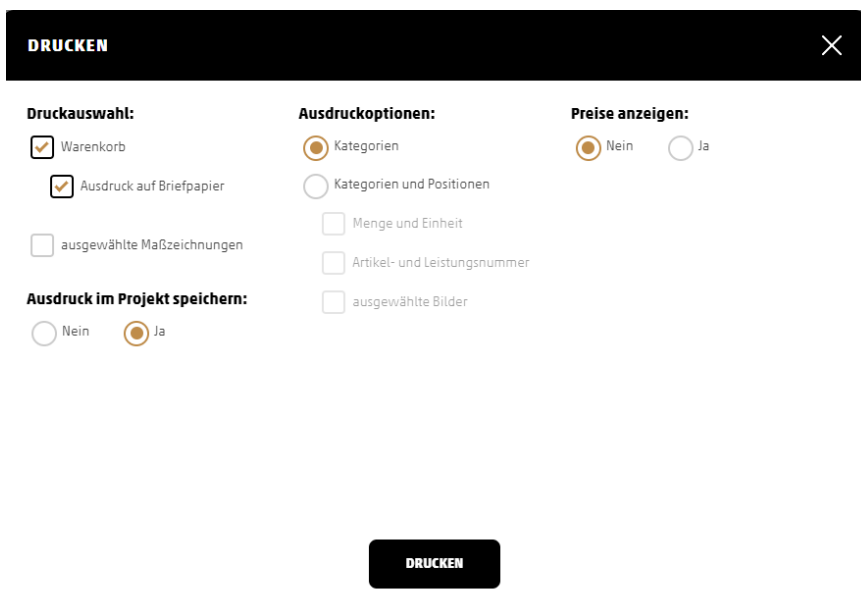 DRUCKEN
Druckauswahl:
Warenkorb
Ausdruck auf Briefpapier
ausgewählte Maßzeichnungen
Ausdruck im Projekt speichern:
Nein
Ja
Ausdruckoptionen:
Kategorien
Kategorien und Positionen
Menge und Einheit
Artikel- und Leistungsnummer
ausgewählte Bilder
Preise anzeigen:
Nein
Ja
DRUCKEN